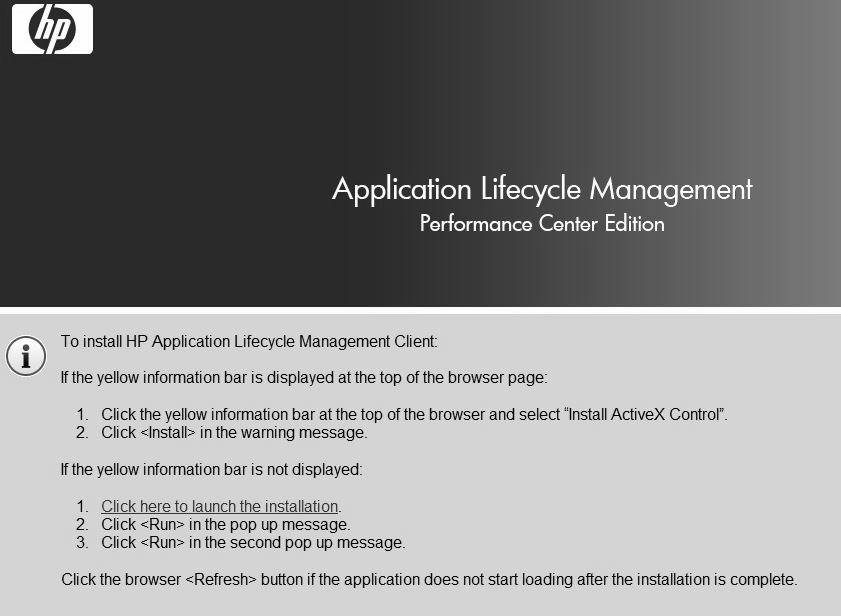 hp
Application Lifecycle Management
Performance Center Edition
i
To install HP Application Lifecycle Management Client:
If the yellow information bar is displayed at the top of the browser page:
1. Click the yellow information bar at the top of the browser and select “Install ActiveX Control”.
2. Click <Install> in the warning message.
If the yellow information bar is not displayed:
1. Click here to launch the installation.
2. Click <Run> in the pop up message.
3. Click <Run> in the second pop up message.
Click the browser <Refresh> button if the application does not start loading after the installation is complete.